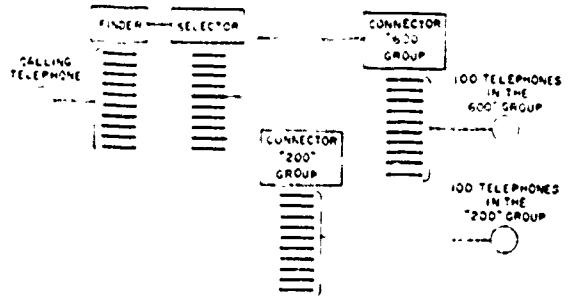 FINDER
SELECTOR
CONNECTOR
"600"
GROUP
CALLING
TELEPHONE
100 TELEPHONES
IN THE
600" GROUP
CONNECTOR
"200"
GROUP
100 TELEPHONES
IN THE
"200" GROUP